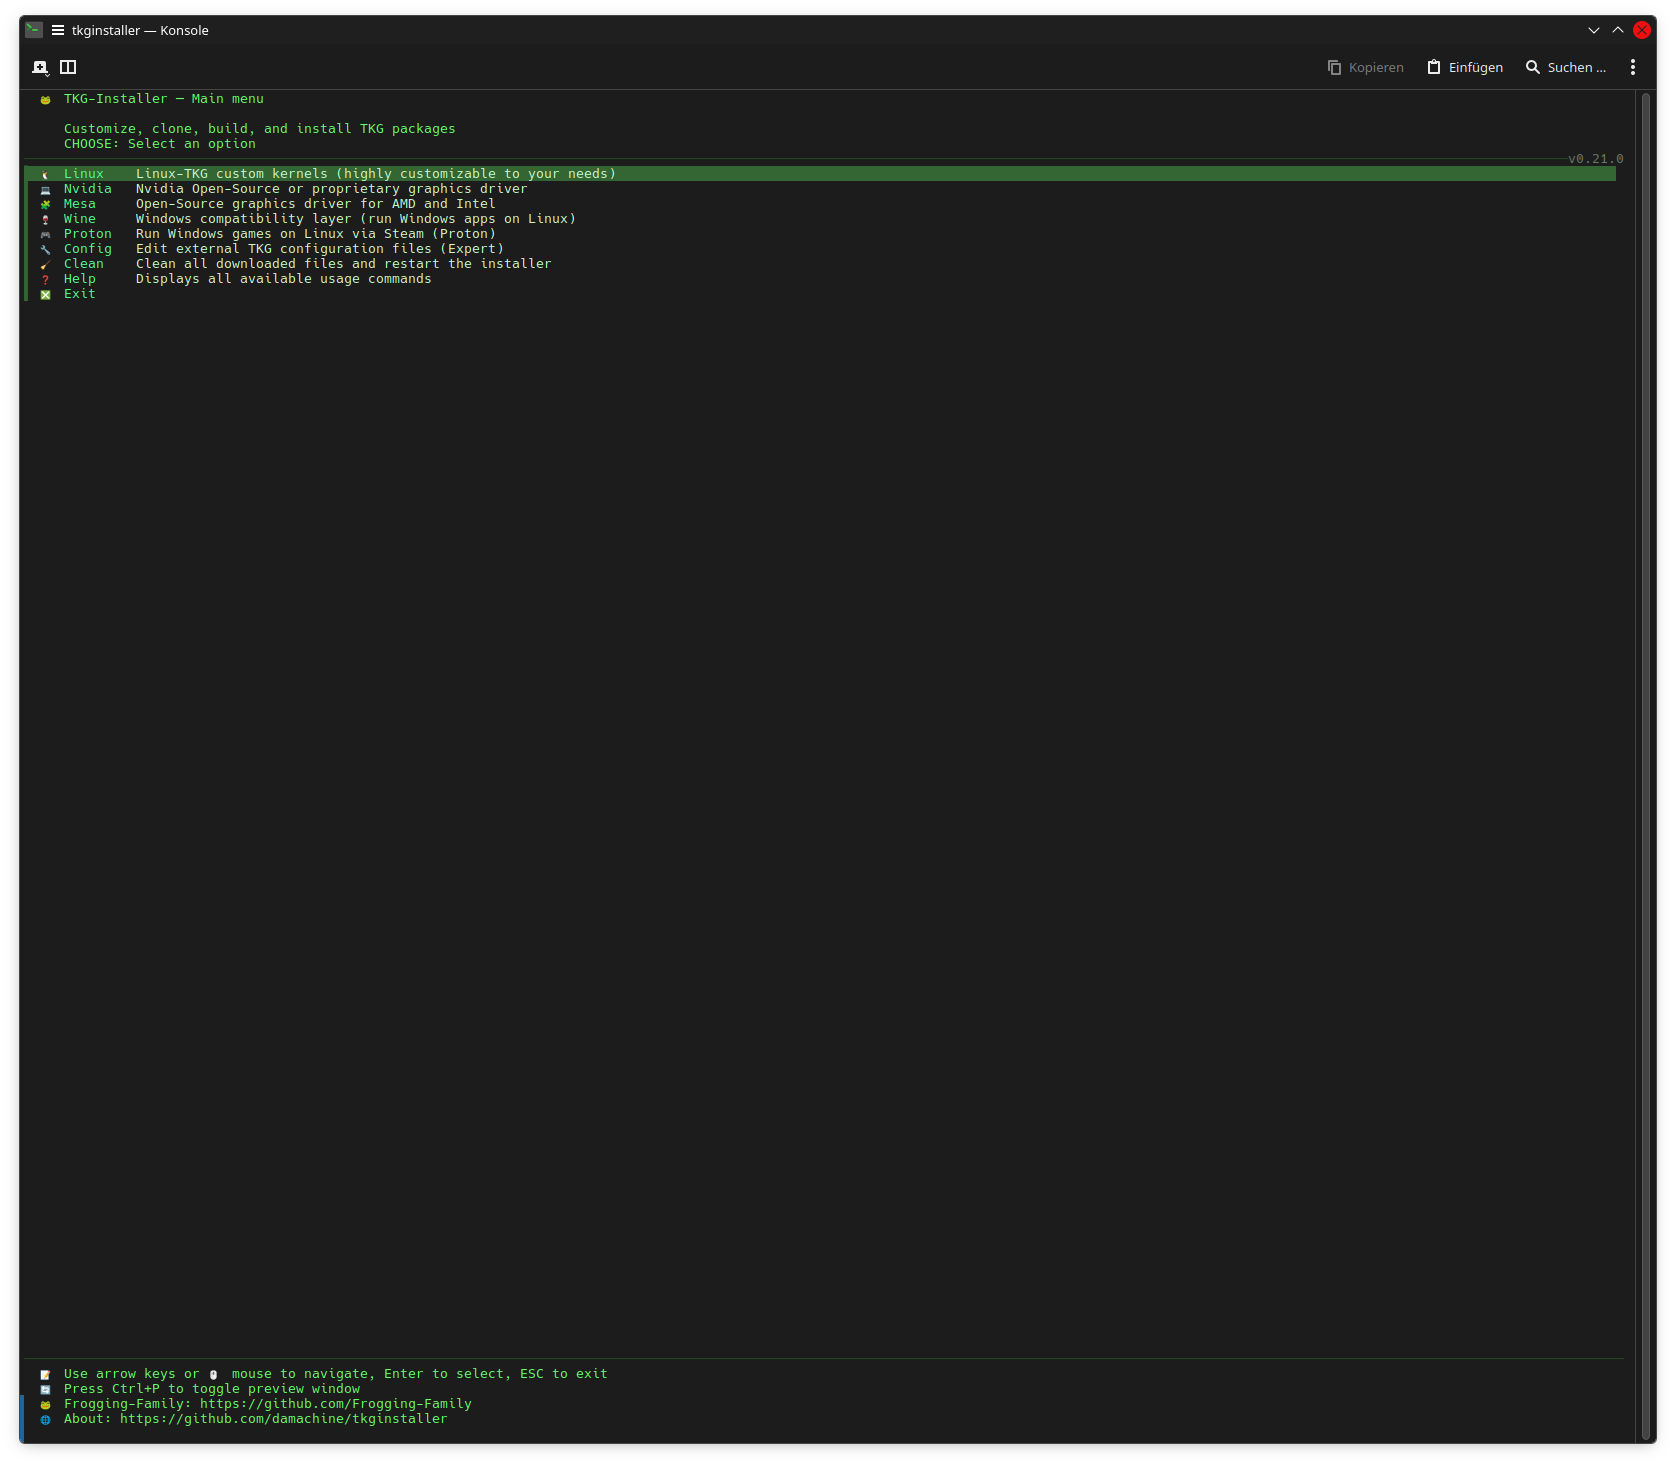 tkginstaller — Konsole
Kopieren
Einfügen
Suchen ...
TKG-Installer — Main menu
Customize, clone, build, and install TKG packages
CHOOSE: Select an option
v0.21.0
Linux Linux-TKG custom kernels (highly customizable to your needs)
Nvidia Nvidia Open-Source or proprietary graphics driver
Mesa Open-Source graphics driver for AMD and Intel
Wine Windows compatibility layer (run Windows apps on Linux)
Proton Run Windows games on Linux via Steam (Proton)
Config Edit external TKG configuration files (Expert)
Clean Clean all downloaded files and restart the installer
Help Displays all available usage commands
Exit
Use arrow keys or mouse to navigate, Enter to select, ESC to exit
Press Ctrl+P to toggle preview window
Frogging-Family: https://github.com/Frogging-Family
About: https://github.com/damachine/tkginstaller